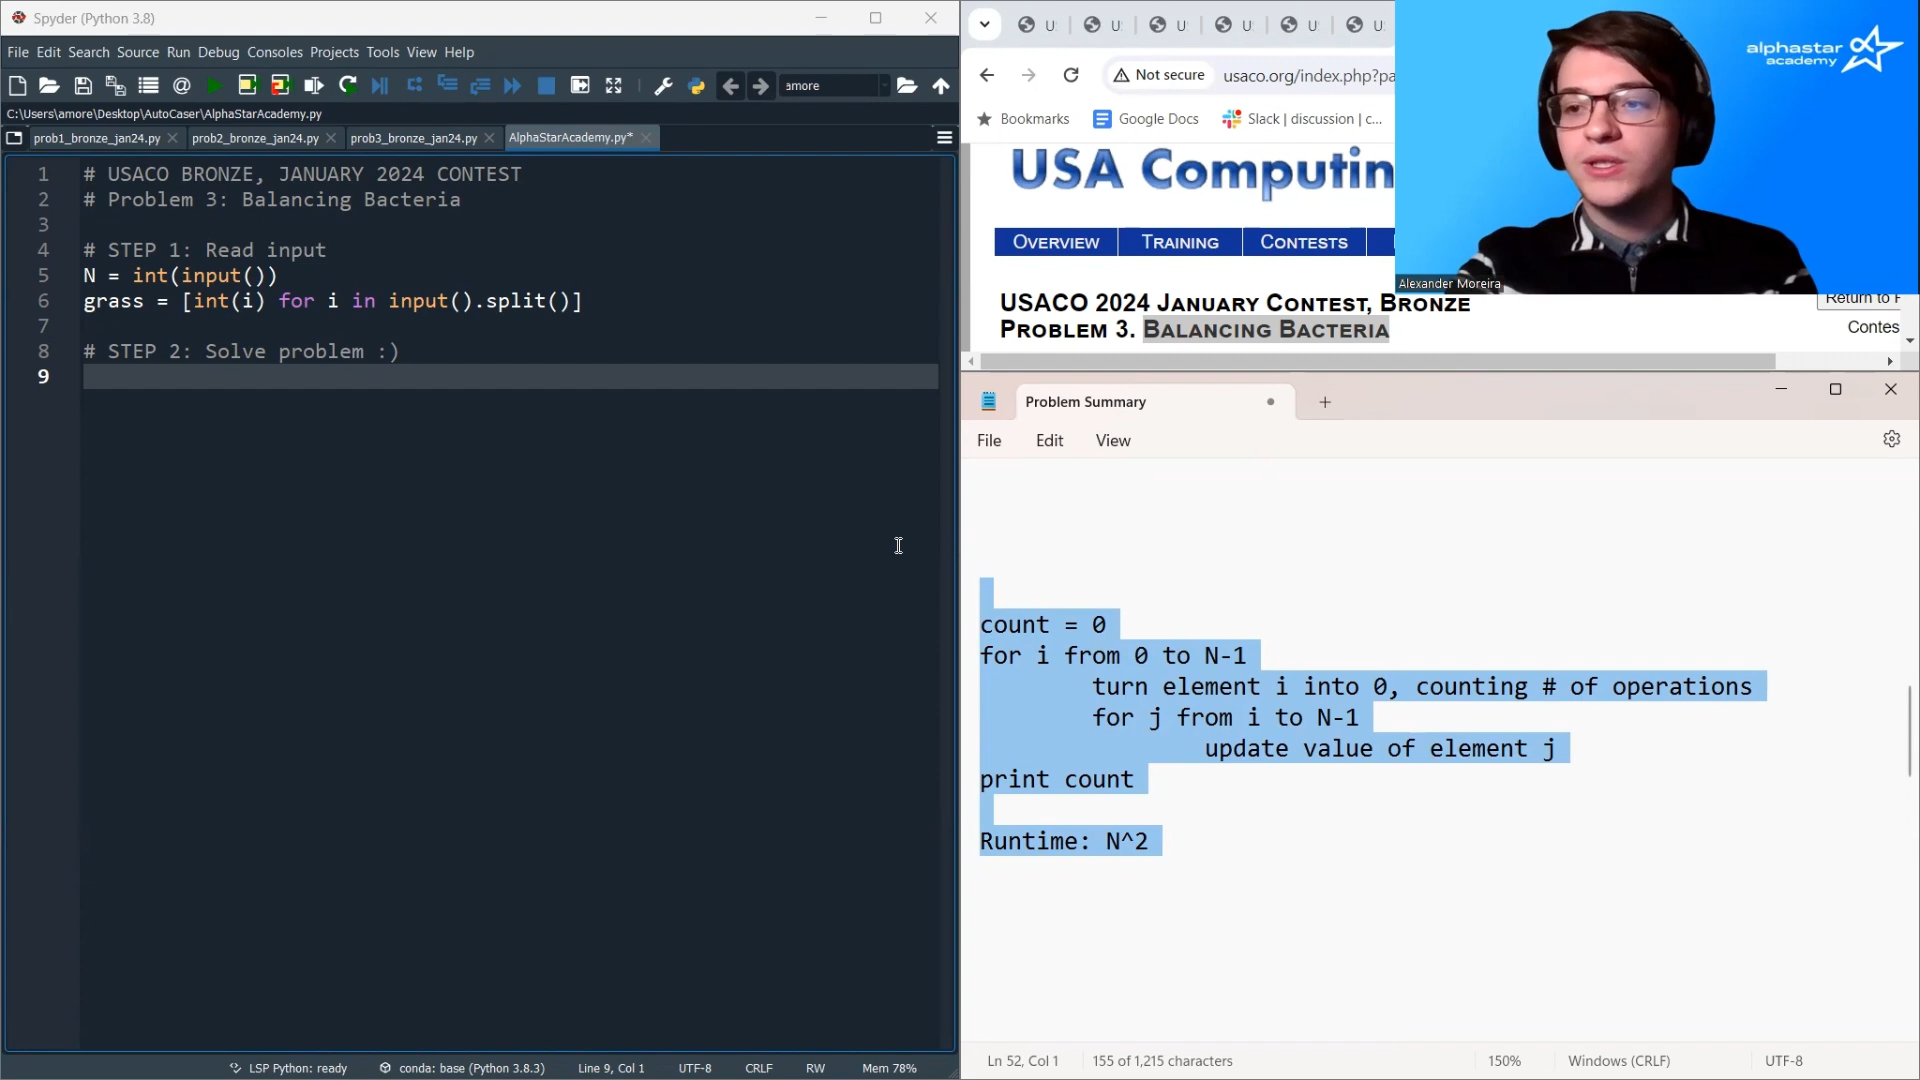 Spyder (Python 3.8)
File Edit Search Source Run Debug Consoles Projects Tools View Help
amore
C:\Users\amore\Desktop\AutoCaser\AlphaStarAcademy.py
prob1_bronze_jan24.py prob2_bronze_jan24.py prob3_bronze_jan24.py AlphaStarAcademy.py*
1 # USACO BRONZE, JANUARY 2024 CONTEST
2 # Problem 3: Balancing Bacteria
3
4 # STEP 1: Read input
5 N = int(input())
6 grass = [int(i) for i in input().split()]
7
8 # STEP 2: Solve problem :)
9
LSP Python: ready conda: base (Python 3.8.3) Line 9, Col 1 UTF-8 CRLF RW Mem 78%
U: U: U: U: U: U:
Not secure usaco.org/index.php?pa
Bookmarks Google Docs Slack | discussion | c...
USA Computin
OVERVIEW TRAINING CONTESTS
USACO 2024 JANUARY CONTEST, BRONZE
PROBLEM 3. BALANCING BACTERIA
Contes
alphastar
academy
Alexander Moreira
Problem Summary
File Edit View
count = 0
for i from 0 to N-1
turn element i into 0, counting # of operations
for j from i to N-1
update value of element j
print count
Runtime: N^2
Ln 52, Col 1 155 of 1,215 characters 150% Windows (CRLF) UTF-8